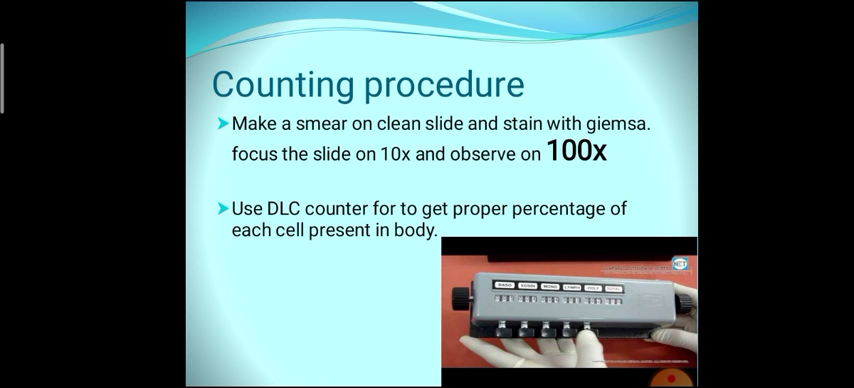 Counting procedure
➤Make a smear on clean slide and stain with giemsa.
focus the slide on 10x and observe on 100x
➤Use DLC counter for to get proper percentage of
each cell present in body.
BASO EOSIN MONO LYMPH POLY